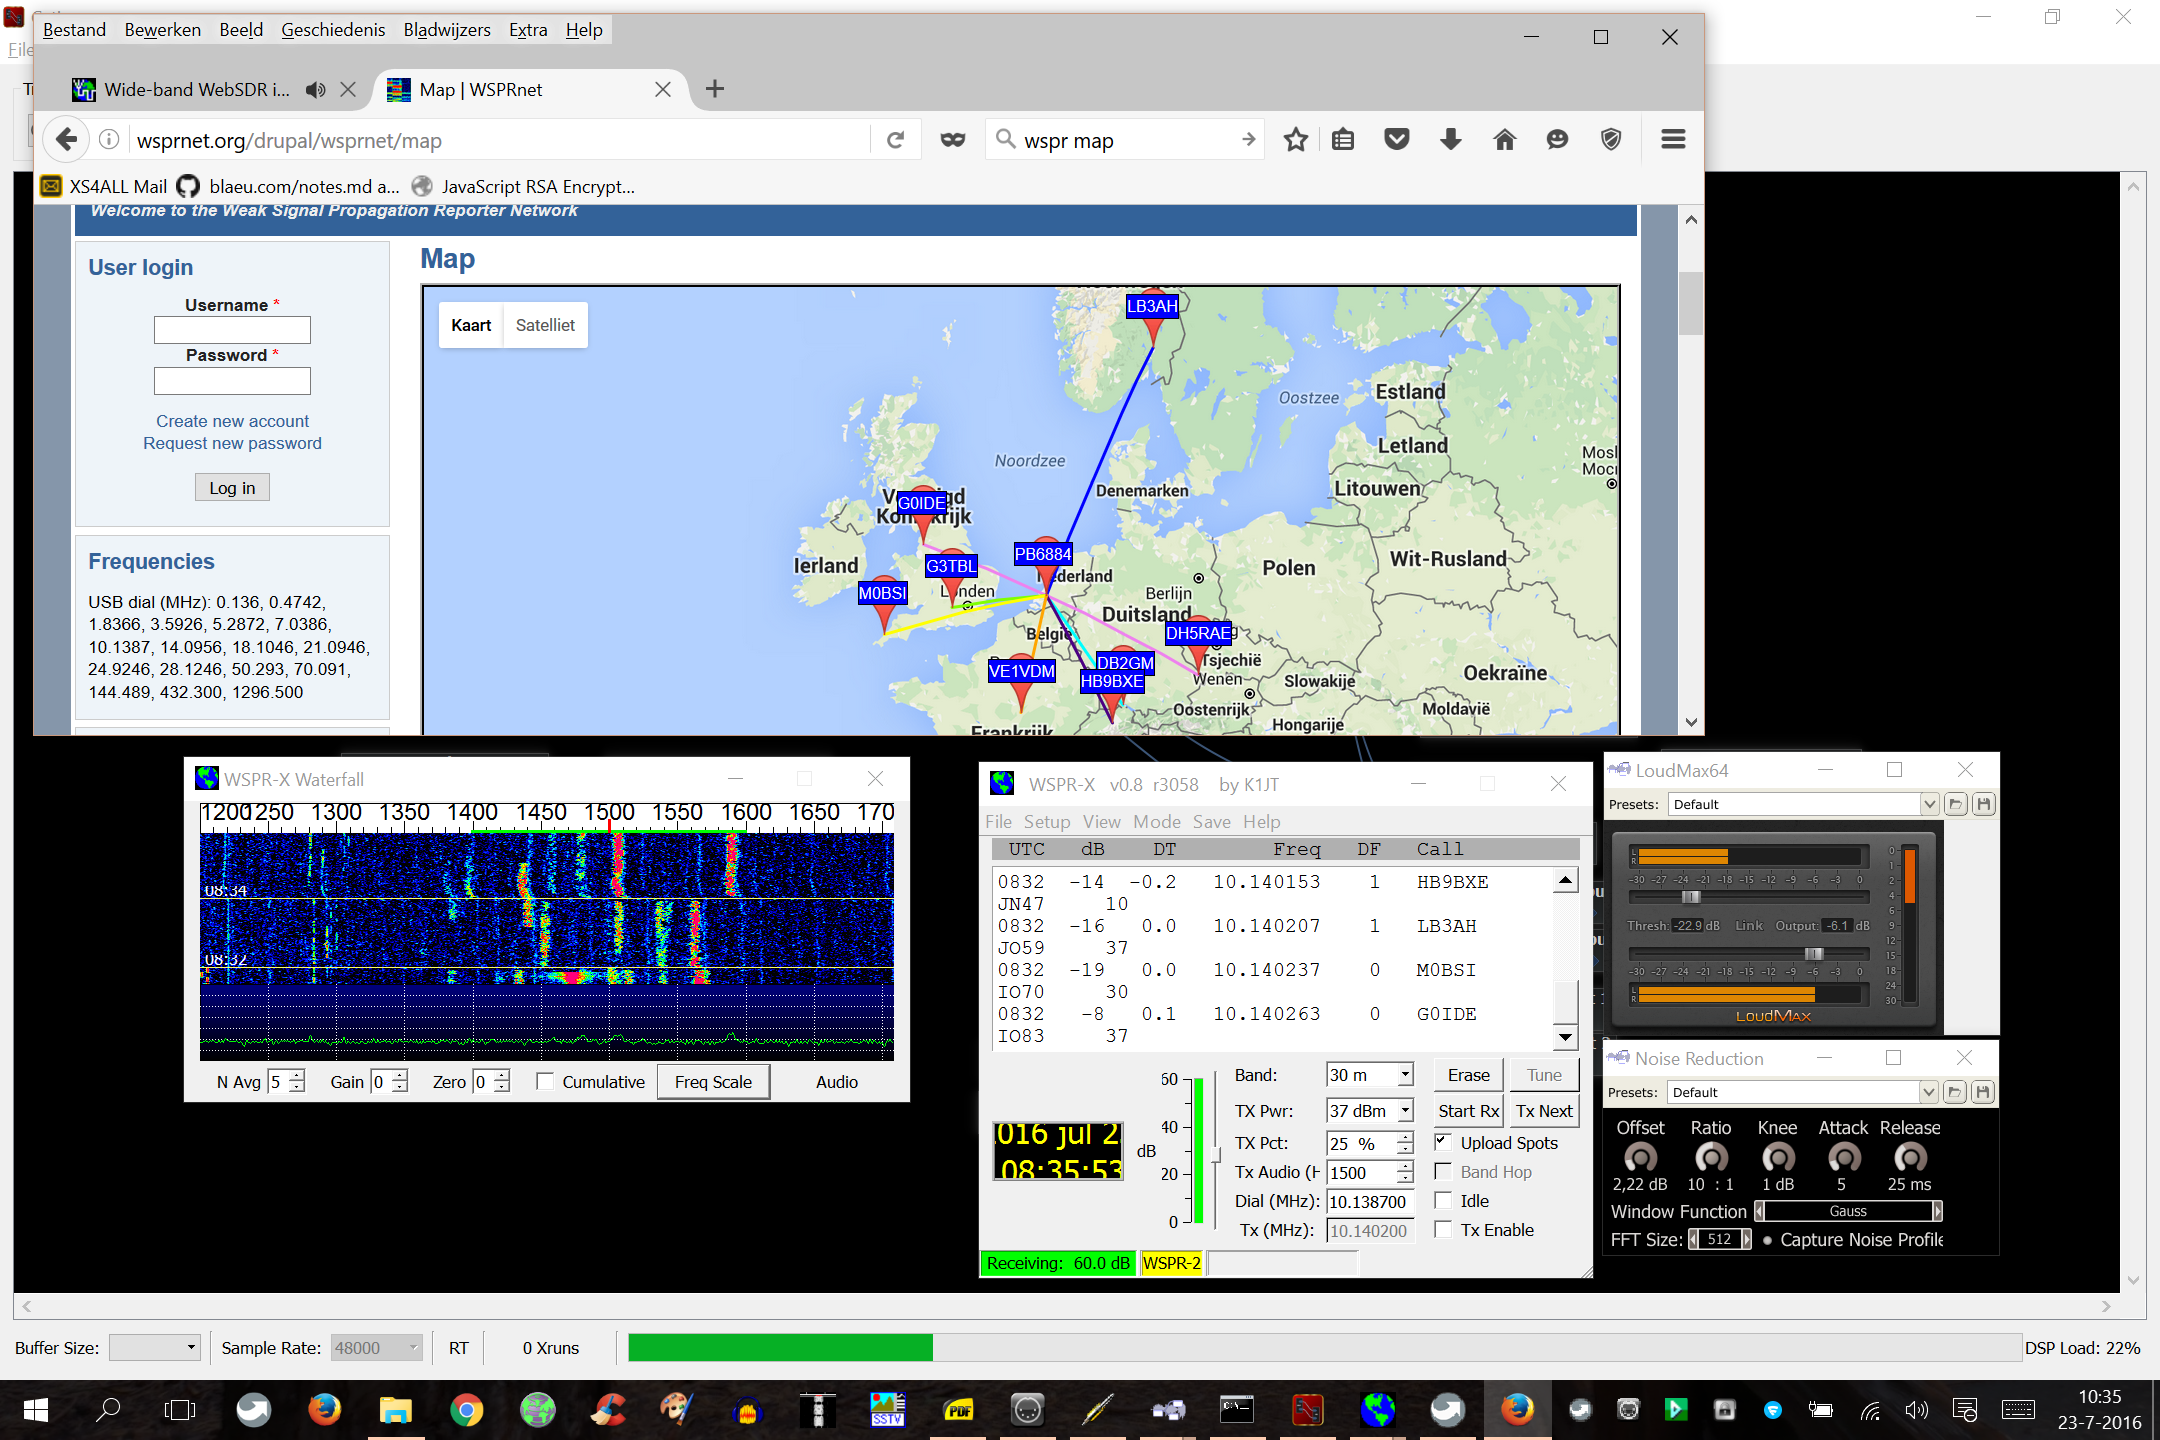 Bestand Bewerken Beeld Geschiedenis Bladwijzers Extra Help
File
Wide-band WebSDR i... Map | WSPRnet
wsprnet.org/drupal/wsprnet/map wspr map
XS4ALL Mail blaeu.com/notes.md a... JavaScript RSA Encrypt...
Welcome to the Weak Signal Propagation Reporter Network
User login
Username *
Password *
Create new account
Request new password
Log in
Frequencies
USB dial (MHz): 0.136, 0.4742,
1.8366, 3.5926, 5.2872, 7.0386,
10.1387, 14.0956, 18.1046, 21.0946,
24.9246, 28.1246, 50.293, 70.091,
144.489, 432.300, 1296.500
Map
Kaart Satelliet
LB3AH
Oostzee
Estland
Letland
Noordzee
Denemarken
Litouwen
G0IDE
PB6884
G3TBL
Ierland
Nederland
Polen
Wit-Rusland
M0BSI
Londen
Berlijn
Duitsland
België
DH5RAE
VE1VDM
DB2GM
HB9BXE
Tsjechië
Wenen
Slowakije
Oekraïne
Oostenrijk
Hongarije
Moldavië
Frankrijk
WSPR-X Waterfall
1200 1250 1300 1350 1400 1450 1500 1550 1600 1650 170
08:34
08:32
N Avg 5 Gain 0 Zero 0 Cumulative Freq Scale Audio
WSPR-X v0.8 r3058 by K1JT
File Setup View Mode Save Help
UTC dB DT Freq DF Call
0832 -14 -0.2 10.140153 1 HB9BXE
JN47 10
0832 -16 0.0 10.140207 1 LB3AH
JO59 37
0832 -19 0.0 10.140237 0 M0BSI
IO70 30
0832 -8 0.1 10.140263 0 G0IDE
IO83 37
60
40
20
0
dB
016 jul 2
08:35:53
Band: 30 m Erase Tune
TX Pwr: 37 dBm Start Rx Tx Next
TX Pct: 25 % Upload Spots
Tx Audio (H 1500 Band Hop
Dial (MHz): 10.138700 Idle
Tx (MHz): 10.140200 Tx Enable
Receiving: 60.0 dB WSPR-2
LoudMax64
Presets: Default
L
R
-30 -27 -24 -21 -18 -15 -12 -9 -6 -3 0
Thresh: -22.9 dB Link Output: -6.1 dB
-30 -27 -24 -21 -18 -15 -12 -9 -6 -3 0
L
R
LoudMax
0
1
2
4
6
9
12
15
18
24
30
Noise Reduction
Presets: Default
Offset Ratio Knee Attack Release
2,22 dB 10 : 1 1 dB 5 25 ms
Window Function Gauss
FFT Size: 512 Capture Noise Profile
Buffer Size: Sample Rate: 48000 RT 0 Xruns DSP Load: 22%
SSTV
PDF
10:35
23-7-2016